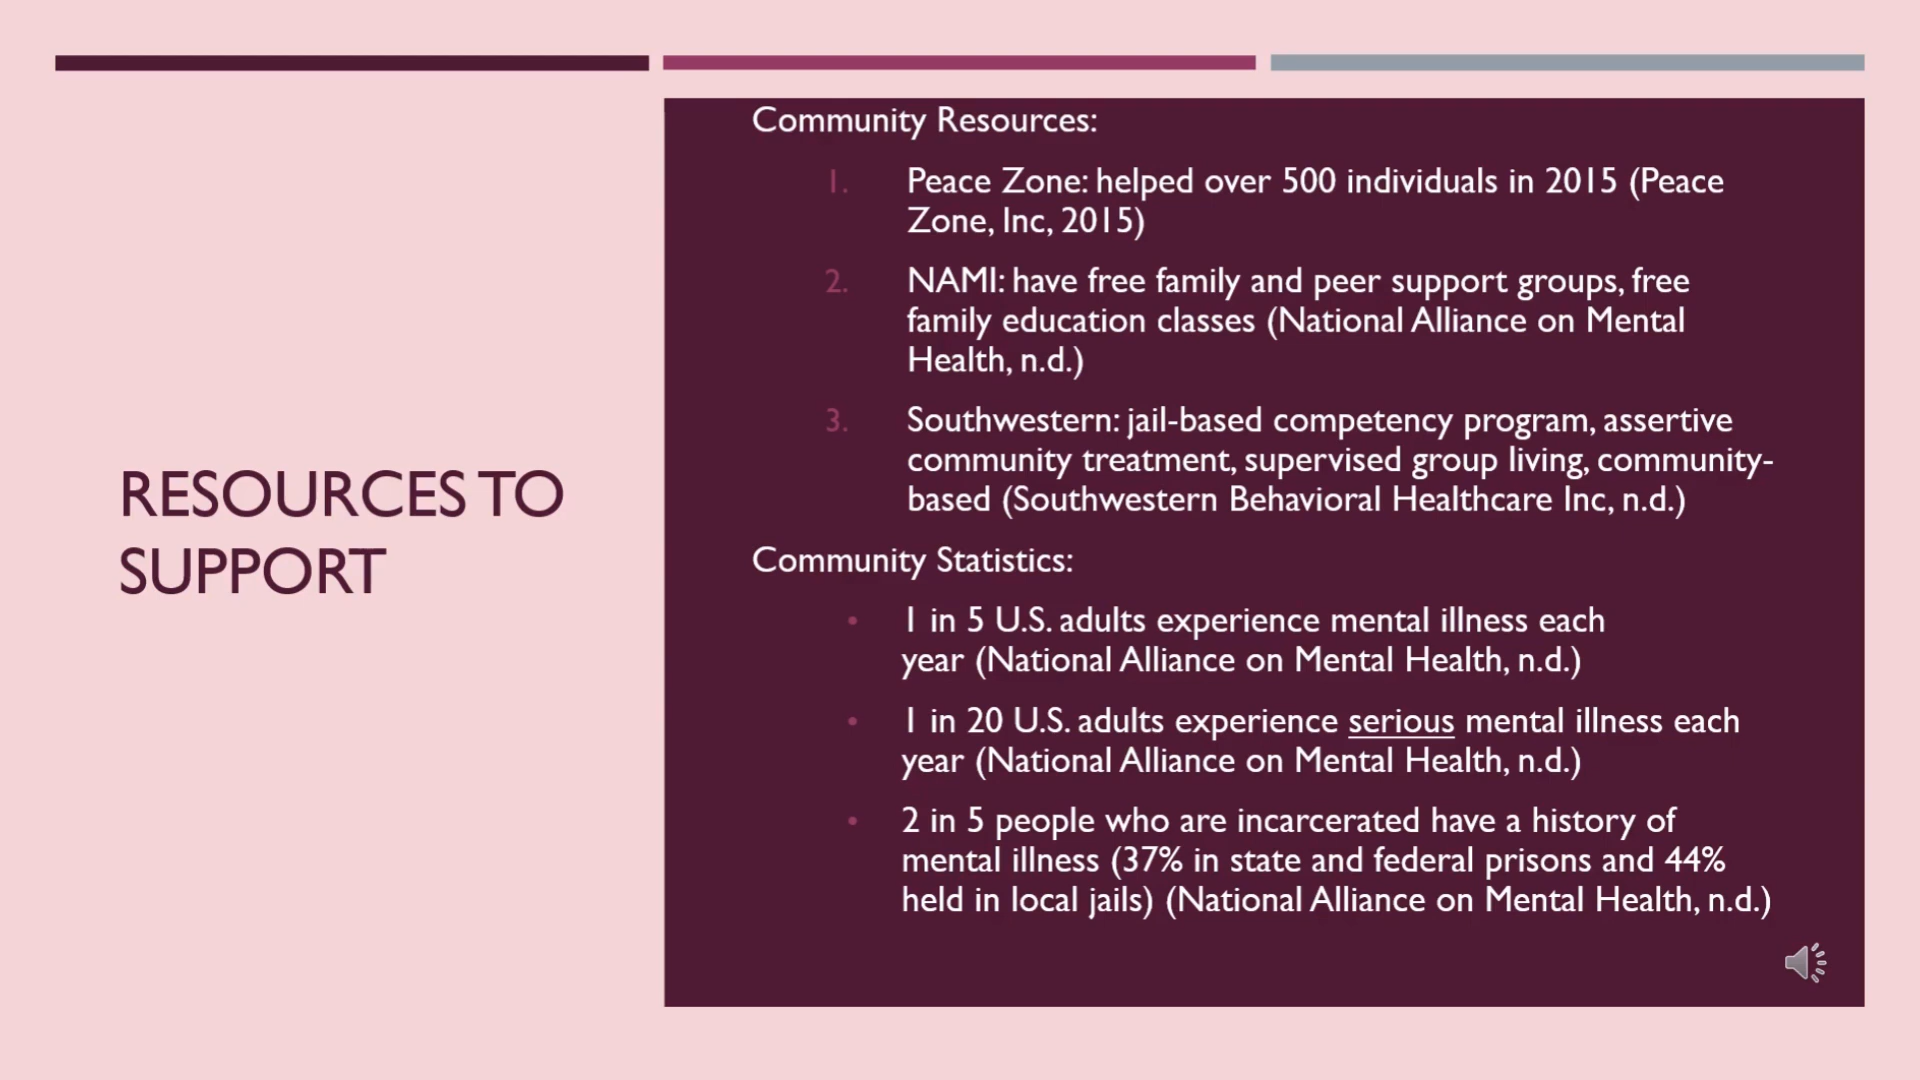 RESOURCES TO
SUPPORT
Community Resources:
1. Peace Zone: helped over 500 individuals in 2015 (Peace
Zone, Inc, 2015)
2. NAMI: have free family and peer support groups, free
family education classes (National Alliance on Mental
Health, n.d.)
3. Southwestern: jail-based competency program, assertive
community treatment, supervised group living, community-
based (Southwestern Behavioral Healthcare Inc, n.d.)
Community Statistics:
• 1 in 5 U.S. adults experience mental illness each
year (National Alliance on Mental Health, n.d.)
• 1 in 20 U.S. adults experience serious mental illness each
year (National Alliance on Mental Health, n.d.)
• 2 in 5 people who are incarcerated have a history of
mental illness (37% in state and federal prisons and 44%
held in local jails) (National Alliance on Mental Health, n.d.)